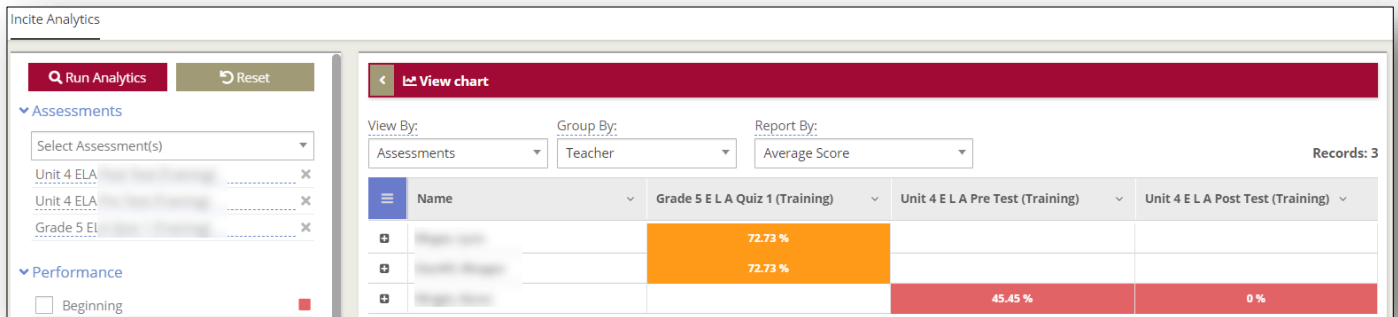 Incite Analytics
Run Analytics
Reset
Assessments
Select Assessment(s)
Unit 4 ELA
Unit 4 ELA
Grade 5 EL
Performance
Beginning
View chart
View By:
Group By:
Report By:
Assessments
Teacher
Average Score
Records: 3
Name
Grade 5 E L A Quiz 1 (Training)
Unit 4 E L A Pre Test (Training)
Unit 4 E L A Post Test (Training)
72.73 %
72.73 %
45.45 %
0 %